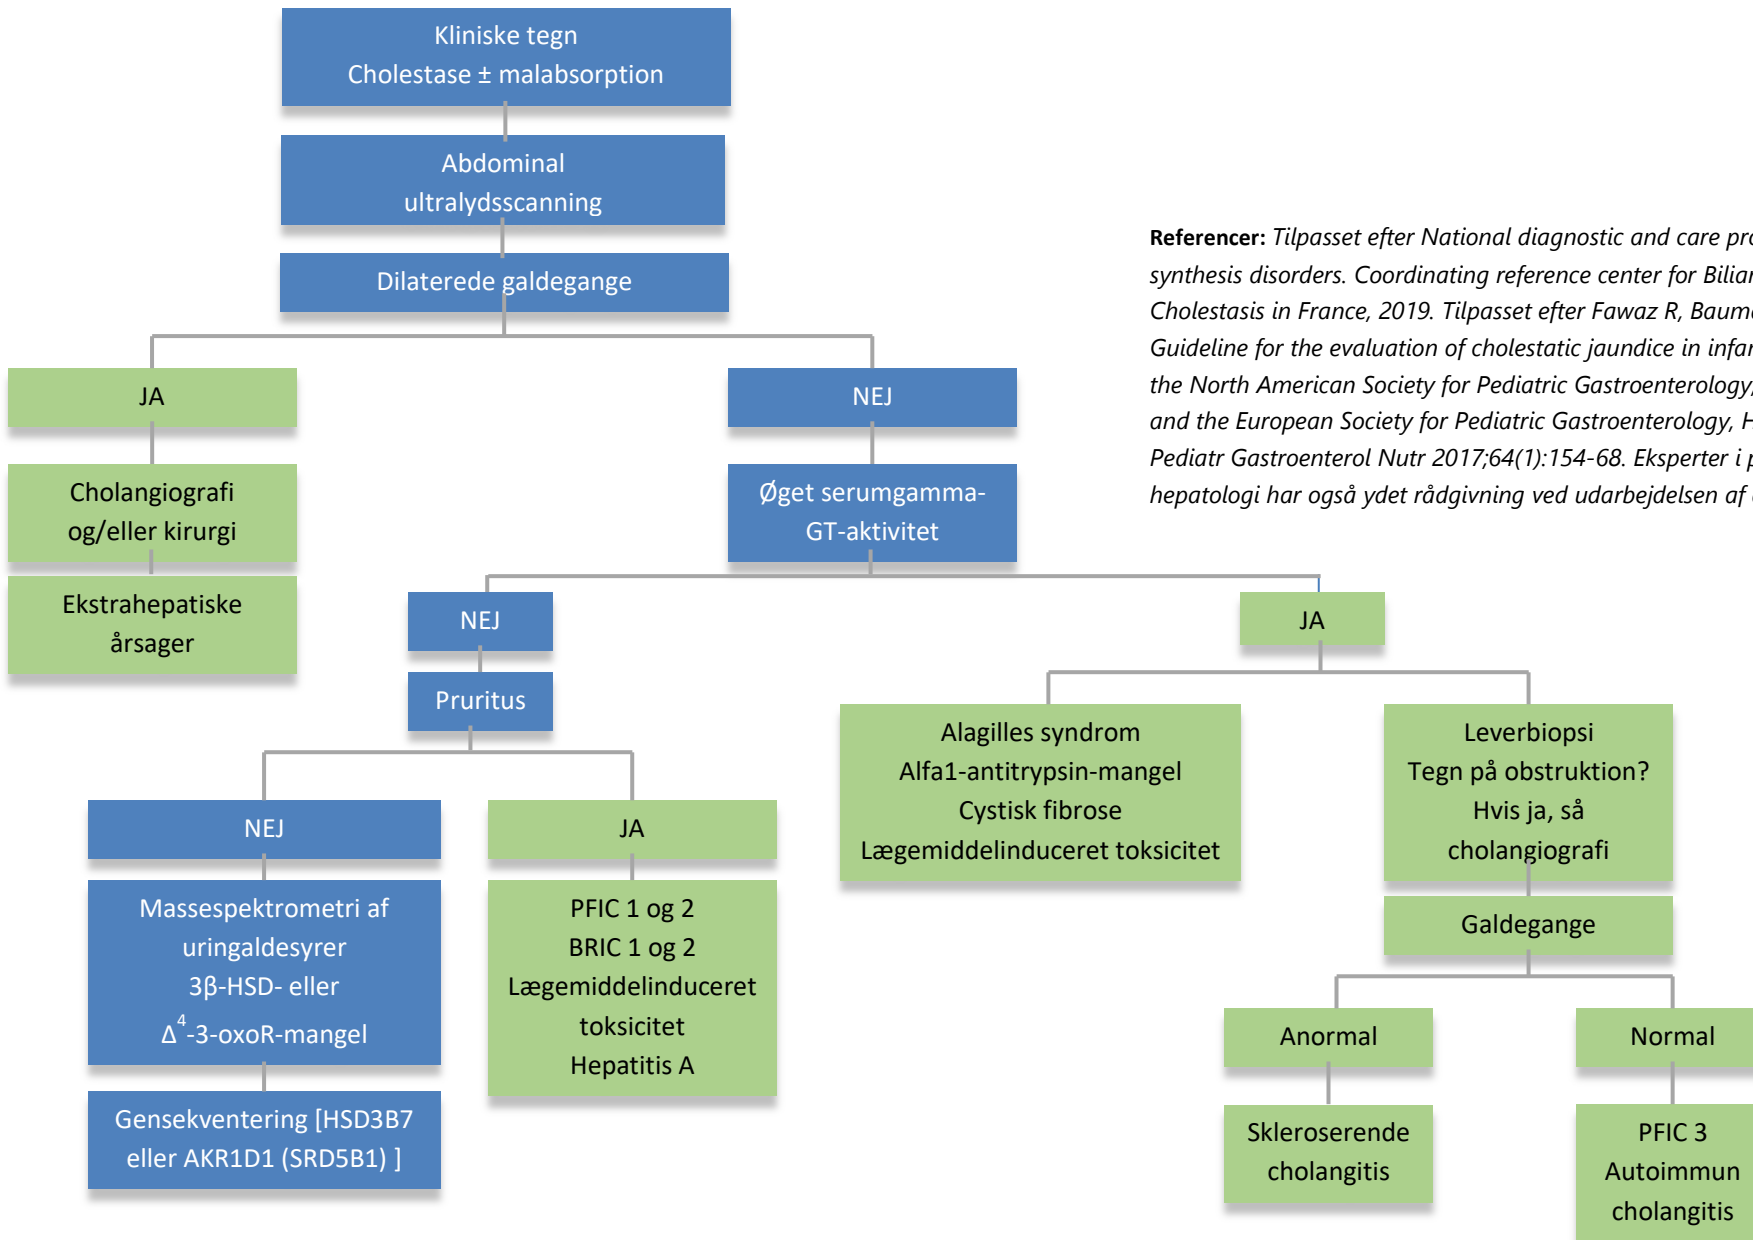 Kliniske tegn
Cholestase ± malabsorption
Abdominal
ultralydsscanning
Dilaterede galdegange
Referencer: Tilpasset efter National diagnostic and care pro
synthesis disorders. Coordinating reference center for Biliar
Cholestasis in France, 2019. Tilpasset efter Fawaz R, Baum
Guideline for the evaluation of cholestatic jaundice in infan
the North American Society for Pediatric Gastroenterology,
and the European Society for Pediatric Gastroenterology, H
Pediatr Gastroenterol Nutr 2017;64(1):154-68. Eksperter i p
hepatologi har også ydet rådgivning ved udarbejdelsen af
JA
NEJ
Cholangiografi
og/eller kirurgi
Ekstrahepatiske
årsager
Øget serumgamma-
GT-aktivitet
NEJ
JA
Pruritus
NEJ
JA
Massespektrometri af
uringaldesyrer
3β-HSD- eller
Δ⁴-3-oxoR-mangel
Gensekventering [HSD3B7
eller AKR1D1 (SRD5B1) ]
PFIC 1 og 2
BRIC 1 og 2
Lægemiddelinduceret
toksicitet
Hepatitis A
Alagilles syndrom
Alfa1-antitrypsin-mangel
Cystisk fibrose
Lægemiddelinduceret toksicitet
Leverbiopsi
Tegn på obstruktion?
Hvis ja, så
cholangiografi
Galdegange
Anormal
Normal
Skleroserende
cholangitis
PFIC 3
Autoimmun
cholangitis